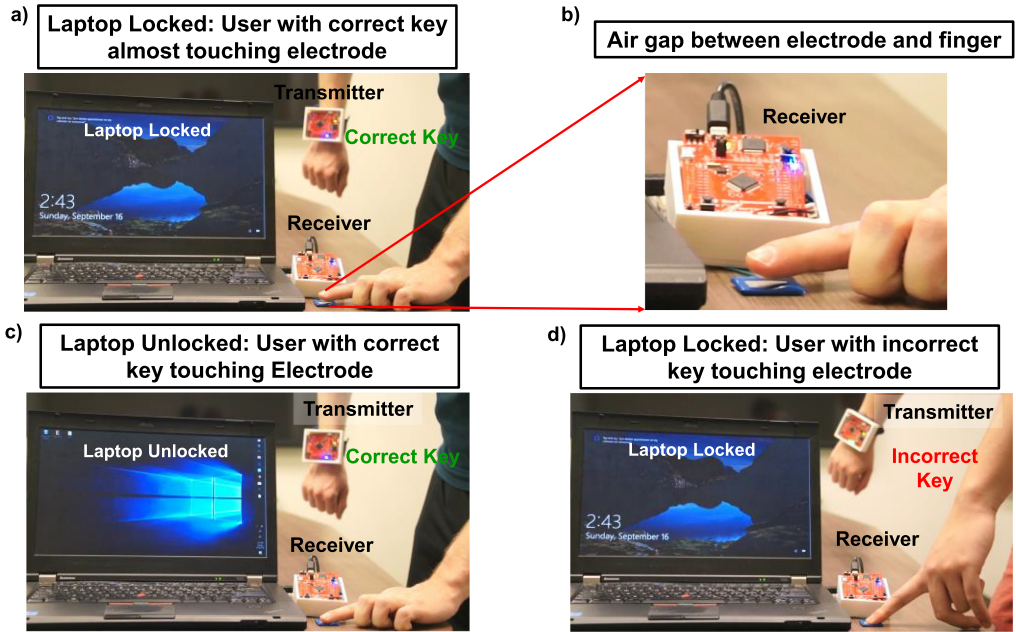 a)
Laptop Locked: User with correct key
almost touching electrode
b)
Air gap between electrode and finger
Transmitter
Laptop Locked
Correct Key
2:43
Sunday, September 16
Receiver
lenovo
Receiver
c)
Laptop Unlocked: User with correct
key touching Electrode
Transmitter
Laptop Unlocked
Correct Key
Receiver
lenovo
d)
Laptop Locked: User with incorrect
key touching electrode
Transmitter
Laptop Locked
Incorrect
Key
2:43
Sunday, September 16
Receiver
lenovo